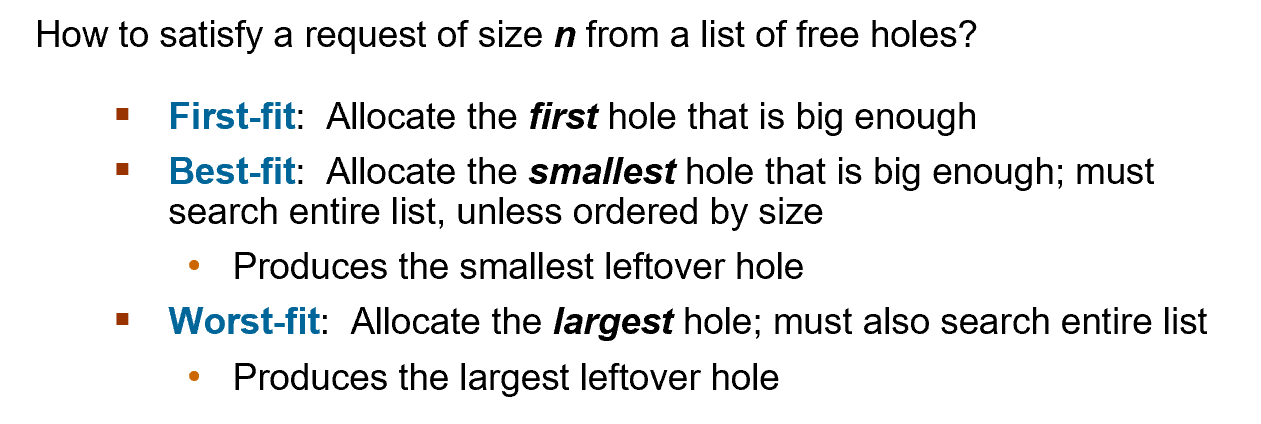 How to satisfy a request of size n from a list of free holes?
▪ First-fit:  Allocate the first hole that is big enough
▪ Best-fit:  Allocate the smallest hole that is big enough; must
search entire list, unless ordered by size
• Produces the smallest leftover hole
▪ Worst-fit:  Allocate the largest hole; must also search entire list
• Produces the largest leftover hole